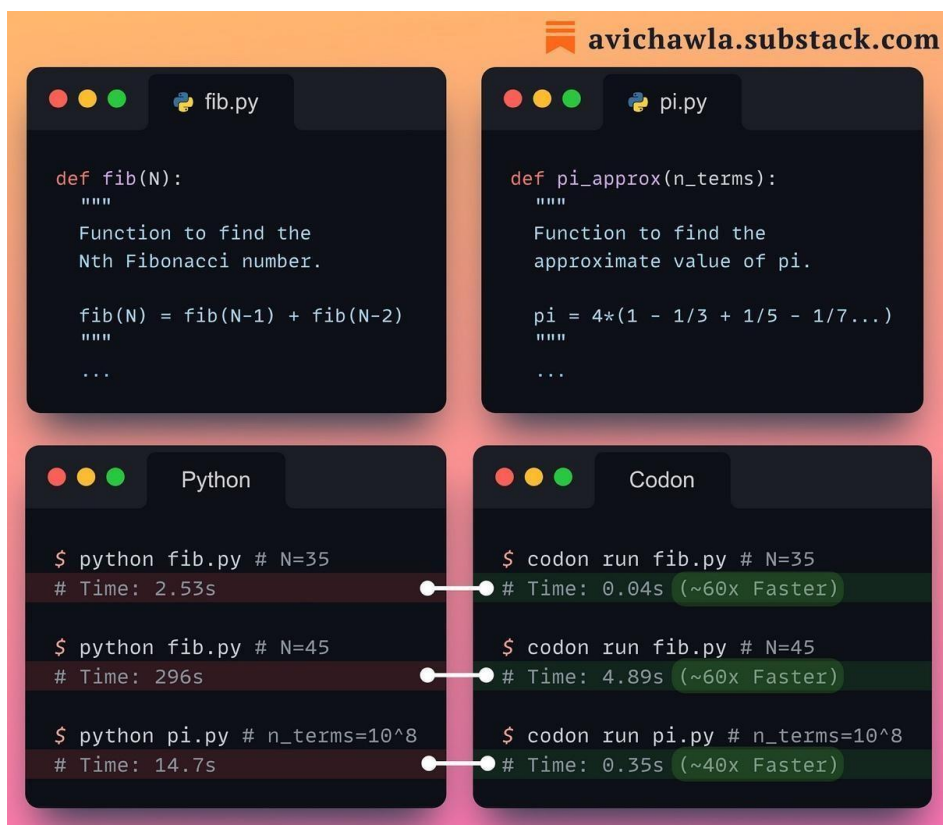 avichawla.substack.com
fib.py
def fib(N):
"""
Function to find the
Nth Fibonacci number.
fib(N) = fib(N-1) + fib(N-2)
"""
...
pi.py
def pi_approx(n_terms):
"""
Function to find the
approximate value of pi.
pi = 4*(1 - 1/3 + 1/5 - 1/7...)
"""
...
Python
$ python fib.py # N=35
# Time: 2.53s
$ python fib.py # N=45
# Time: 296s
$ python pi.py # n_terms=10^8
# Time: 14.7s
Codon
$ codon run fib.py # N=35
# Time: 0.04s (~60x Faster)
$ codon run fib.py # N=45
# Time: 4.89s (~60x Faster)
$ codon run pi.py # n_terms=10^8
# Time: 0.35s (~40x Faster)